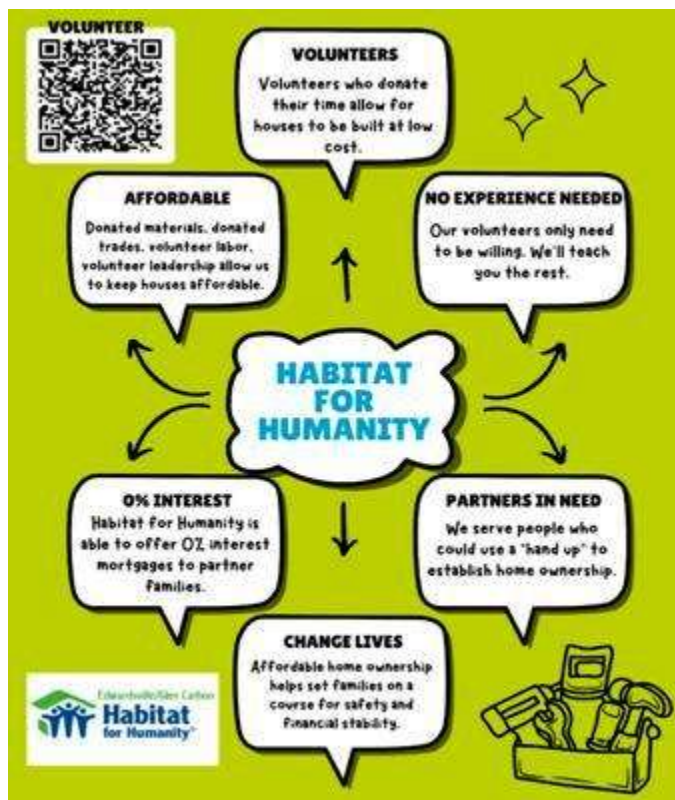 VOLUNTEER
VOLUNTEERS
Volunteers who donate
their time allow for
houses to be built at low
cost.
AFFORDABLE
Donated materials, donated
trades, volunteer labor,
volunteer leadership allow us
to keep houses affordable.
NO EXPERIENCE NEEDED
Our volunteers only need
to be willing. We'll teach
you the rest.
HABITAT
FOR
HUMANITY
0% INTEREST
Habitat for Humanity is
able to offer 0% interest
mortgages to partner
families.
PARTNERS IN NEED
We serve people who
could use a "hand up" to
establish home ownership.
CHANGE LIVES
Affordable home ownership
helps set families on a
course for safety and
financial stability.
Edwardsville/Glen Carbon
Habitat
for Humanity®